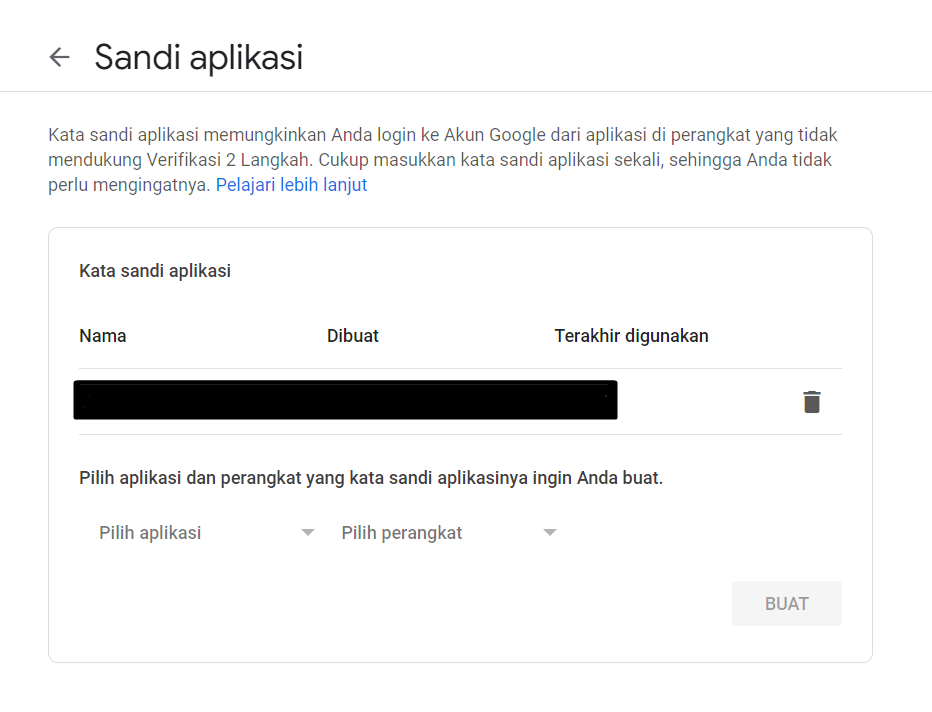 Sandi aplikasi
Kata sandi aplikasi memungkinkan Anda login ke Akun Google dari aplikasi di perangkat yang tidak
mendukung Verifikasi 2 Langkah. Cukup masukkan kata sandi aplikasi sekali, sehingga Anda tidak
perlu mengingatnya. Pelajari lebih lanjut
Kata sandi aplikasi
Nama Dibuat Terakhir digunakan
Pilih aplikasi dan perangkat yang kata sandi aplikasinya ingin Anda buat.
Pilih aplikasi Pilih perangkat
BUAT